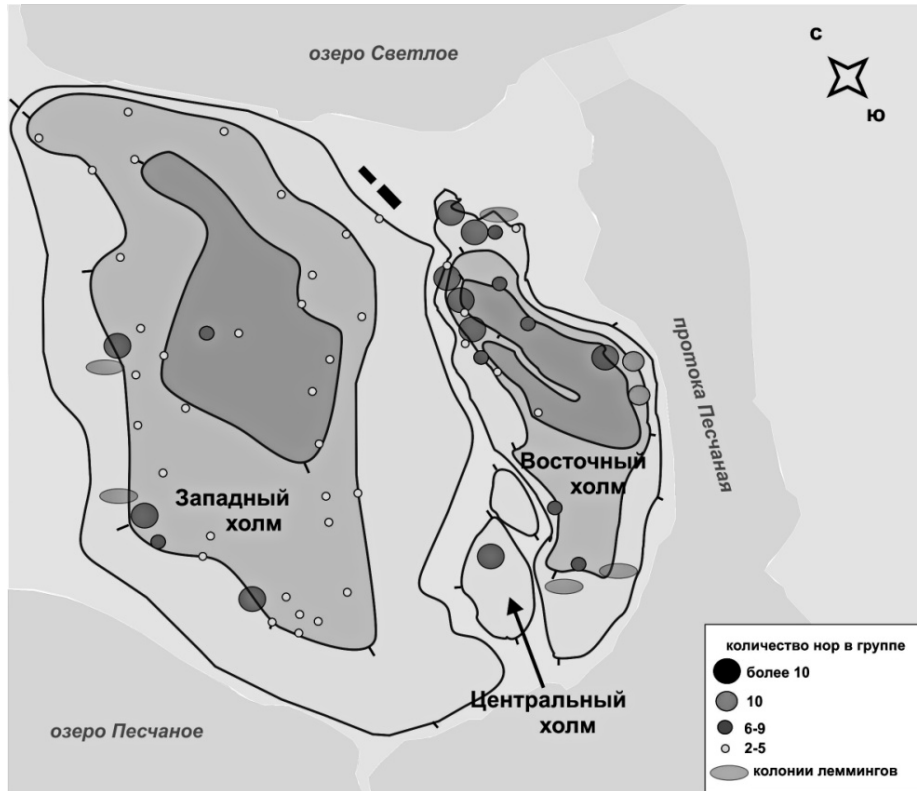 озеро Светлое
с
ю
протока Песчаная
Восточный
холм
Западный
холм
Центральный
холм
озеро Песчаное
количество нор в группе
более 10
10
6-9
2-5
колонии леммингов